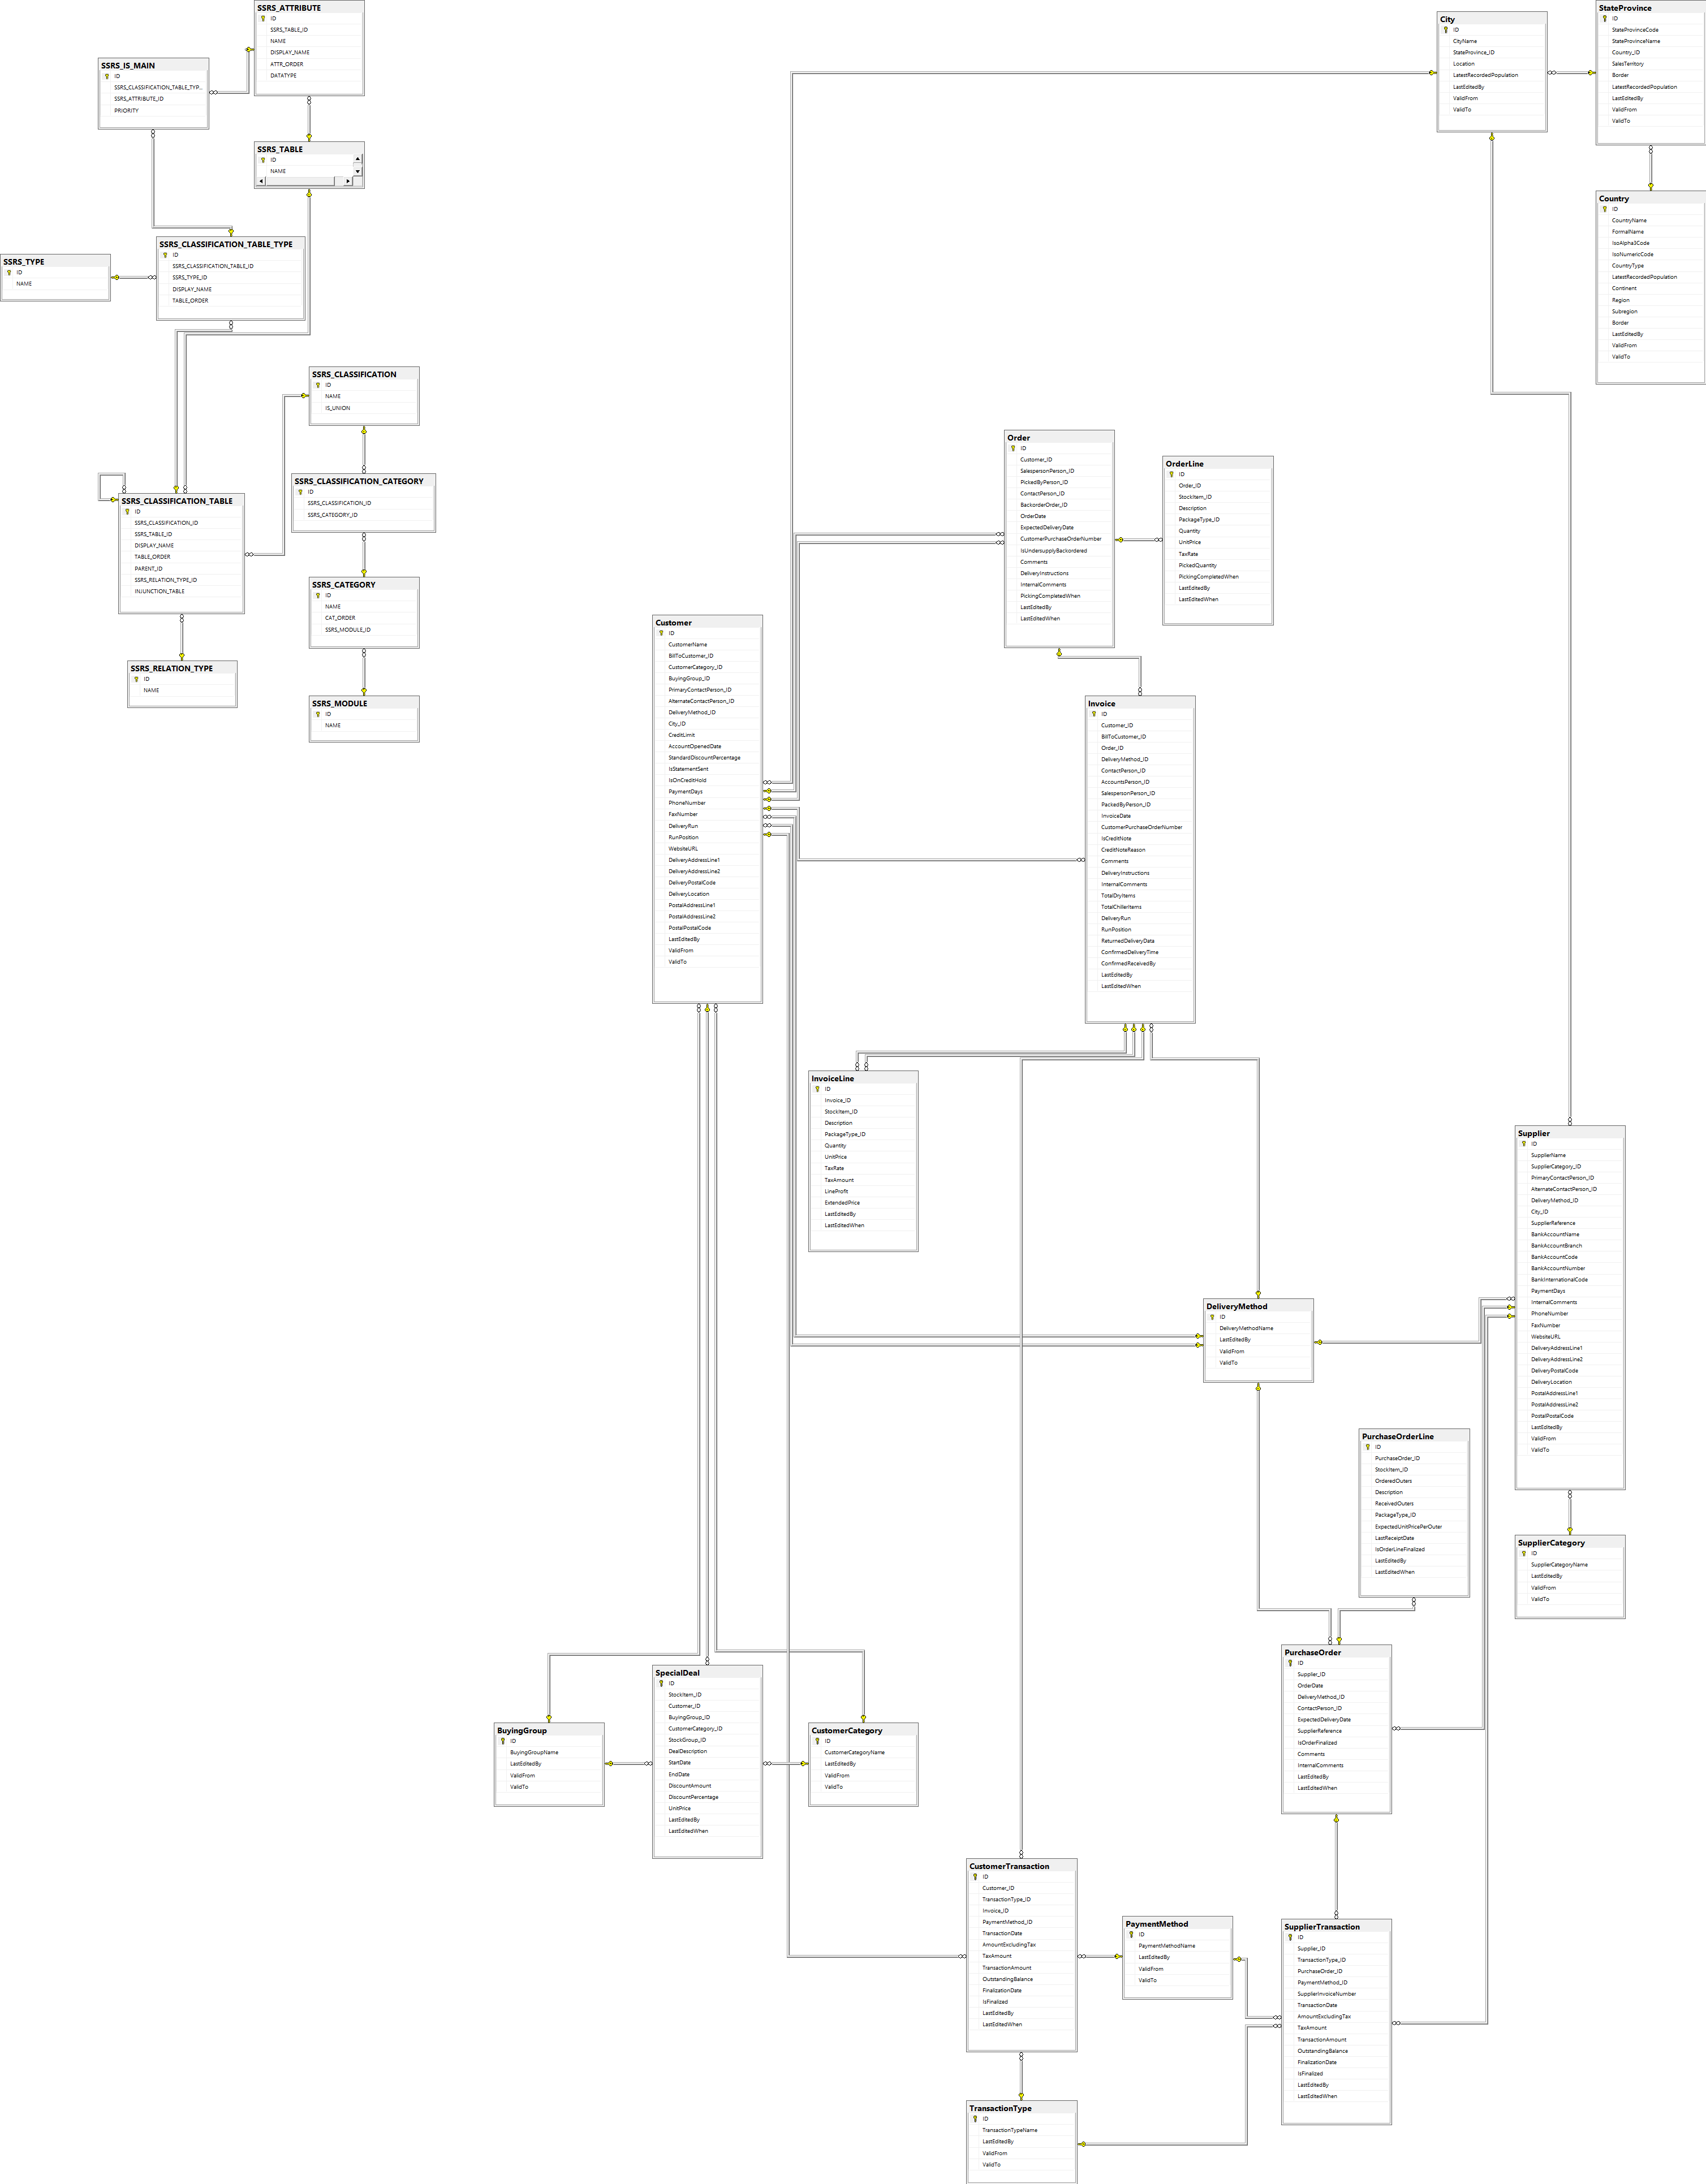 SSRS_ATTRIBUTE
ID
SSRS_TABLE_ID
NAME
DISPLAY_NAME
ATTR_ORDER
DATATYPE
SSRS_IS_MAIN
ID
SSRS_CLASSIFICATION_TABLE_TYP...
SSRS_ATTRIBUTE_ID
PRIORITY
SSRS_TABLE
ID
NAME
SSRS_CLASSIFICATION_TABLE_TYPE
ID
SSRS_CLASSIFICATION_TABLE_ID
SSRS_TYPE_ID
DISPLAY_NAME
TABLE_ORDER
SSRS_TYPE
ID
NAME
SSRS_CLASSIFICATION
ID
NAME
IS_UNION
SSRS_CLASSIFICATION_CATEGORY
ID
SSRS_CLASSIFICATION_ID
SSRS_CATEGORY_ID
SSRS_CLASSIFICATION_TABLE
ID
SSRS_CLASSIFICATION_ID
SSRS_TABLE_ID
DISPLAY_NAME
TABLE_ORDER
PARENT_ID
SSRS_RELATION_TYPE_ID
INJUNCTION_TABLE
SSRS_CATEGORY
ID
NAME
CAT_ORDER
SSRS_MODULE_ID
SSRS_RELATION_TYPE
ID
NAME
SSRS_MODULE
ID
NAME
City
ID
CityName
StateProvince_ID
Location
LatestRecordedPopulation
LastEditedBy
ValidFrom
ValidTo
StateProvince
ID
StateProvinceCode
StateProvinceName
Country_ID
SalesTerritory
Border
LatestRecordedPopulation
LastEditedBy
ValidFrom
ValidTo
Country
ID
CountryName
FormalName
IsoAlpha3Code
IsoNumericCode
CountryType
LatestRecordedPopulation
Continent
Region
Subregion
Border
LastEditedBy
ValidFrom
ValidTo
Order
ID
Customer_ID
SalespersonPerson_ID
PickedByPerson_ID
ContactPerson_ID
BackorderOrder_ID
OrderDate
ExpectedDeliveryDate
CustomerPurchaseOrderNumber
IsUndersupplyBackordered
Comments
DeliveryInstructions
InternalComments
PickingCompletedWhen
LastEditedBy
LastEditedWhen
OrderLine
ID
Order_ID
StockItem_ID
Description
PackageType_ID
Quantity
UnitPrice
TaxRate
PickedQuantity
PickingCompletedWhen
LastEditedBy
LastEditedWhen
Customer
ID
CustomerName
BillToCustomer_ID
CustomerCategory_ID
BuyingGroup_ID
PrimaryContactPerson_ID
AlternateContactPerson_ID
DeliveryMethod_ID
City_ID
CreditLimit
AccountOpenedDate
StandardDiscountPercentage
IsStatementSent
IsOnCreditHold
PaymentDays
PhoneNumber
FaxNumber
DeliveryRun
RunPosition
WebsiteURL
DeliveryAddressLine1
DeliveryAddressLine2
DeliveryPostalCode
DeliveryLocation
PostalAddressLine1
PostalAddressLine2
PostalPostalCode
LastEditedBy
ValidFrom
ValidTo
Invoice
ID
Customer_ID
BillToCustomer_ID
Order_ID
DeliveryMethod_ID
ContactPerson_ID
AccountsPerson_ID
SalespersonPerson_ID
PackedByPerson_ID
InvoiceDate
CustomerPurchaseOrderNumber
IsCreditNote
CreditNoteReason
Comments
DeliveryInstructions
InternalComments
TotalDryItems
TotalChillerItems
DeliveryRun
RunPosition
ReturnedDeliveryData
ConfirmedDeliveryTime
ConfirmedReceivedBy
LastEditedBy
LastEditedWhen
InvoiceLine
ID
Invoice_ID
StockItem_ID
Description
PackageType_ID
Quantity
UnitPrice
TaxRate
TaxAmount
LineProfit
ExtendedPrice
LastEditedBy
LastEditedWhen
Supplier
ID
SupplierName
SupplierCategory_ID
PrimaryContactPerson_ID
AlternateContactPerson_ID
DeliveryMethod_ID
City_ID
SupplierReference
BankAccountName
BankAccountBranch
BankAccountCode
BankAccountNumber
BankInternationalCode
PaymentDays
InternalComments
PhoneNumber
FaxNumber
WebsiteURL
DeliveryAddressLine1
DeliveryAddressLine2
DeliveryPostalCode
DeliveryLocation
PostalAddressLine1
PostalAddressLine2
PostalPostalCode
LastEditedBy
ValidFrom
ValidTo
DeliveryMethod
ID
DeliveryMethodName
LastEditedBy
ValidFrom
ValidTo
PurchaseOrderLine
ID
PurchaseOrder_ID
StockItem_ID
OrderedOuters
Description
ReceivedOuters
PackageType_ID
ExpectedUnitPricePerOuter
LastReceiptDate
IsOrderLineFinalized
LastEditedBy
LastEditedWhen
SupplierCategory
ID
SupplierCategoryName
LastEditedBy
ValidFrom
ValidTo
PurchaseOrder
ID
Supplier_ID
OrderDate
DeliveryMethod_ID
ContactPerson_ID
ExpectedDeliveryDate
SupplierReference
IsOrderFinalized
Comments
InternalComments
LastEditedBy
LastEditedWhen
SpecialDeal
ID
StockItem_ID
Customer_ID
BuyingGroup_ID
CustomerCategory_ID
StockGroup_ID
DealDescription
StartDate
EndDate
DiscountAmount
DiscountPercentage
UnitPrice
LastEditedBy
LastEditedWhen
BuyingGroup
ID
BuyingGroupName
LastEditedBy
ValidFrom
ValidTo
CustomerCategory
ID
CustomerCategoryName
LastEditedBy
ValidFrom
ValidTo
CustomerTransaction
ID
Customer_ID
TransactionType_ID
Invoice_ID
PaymentMethod_ID
TransactionDate
AmountExcludingTax
TaxAmount
TransactionAmount
OutstandingBalance
FinalizationDate
IsFinalized
LastEditedBy
LastEditedWhen
PaymentMethod
ID
PaymentMethodName
LastEditedBy
ValidFrom
ValidTo
SupplierTransaction
ID
Supplier_ID
TransactionType_ID
PurchaseOrder_ID
PaymentMethod_ID
SupplierInvoiceNumber
TransactionDate
AmountExcludingTax
TaxAmount
TransactionAmount
OutstandingBalance
FinalizationDate
IsFinalized
LastEditedBy
LastEditedWhen
TransactionType
ID
TransactionTypeName
LastEditedBy
ValidFrom
ValidTo